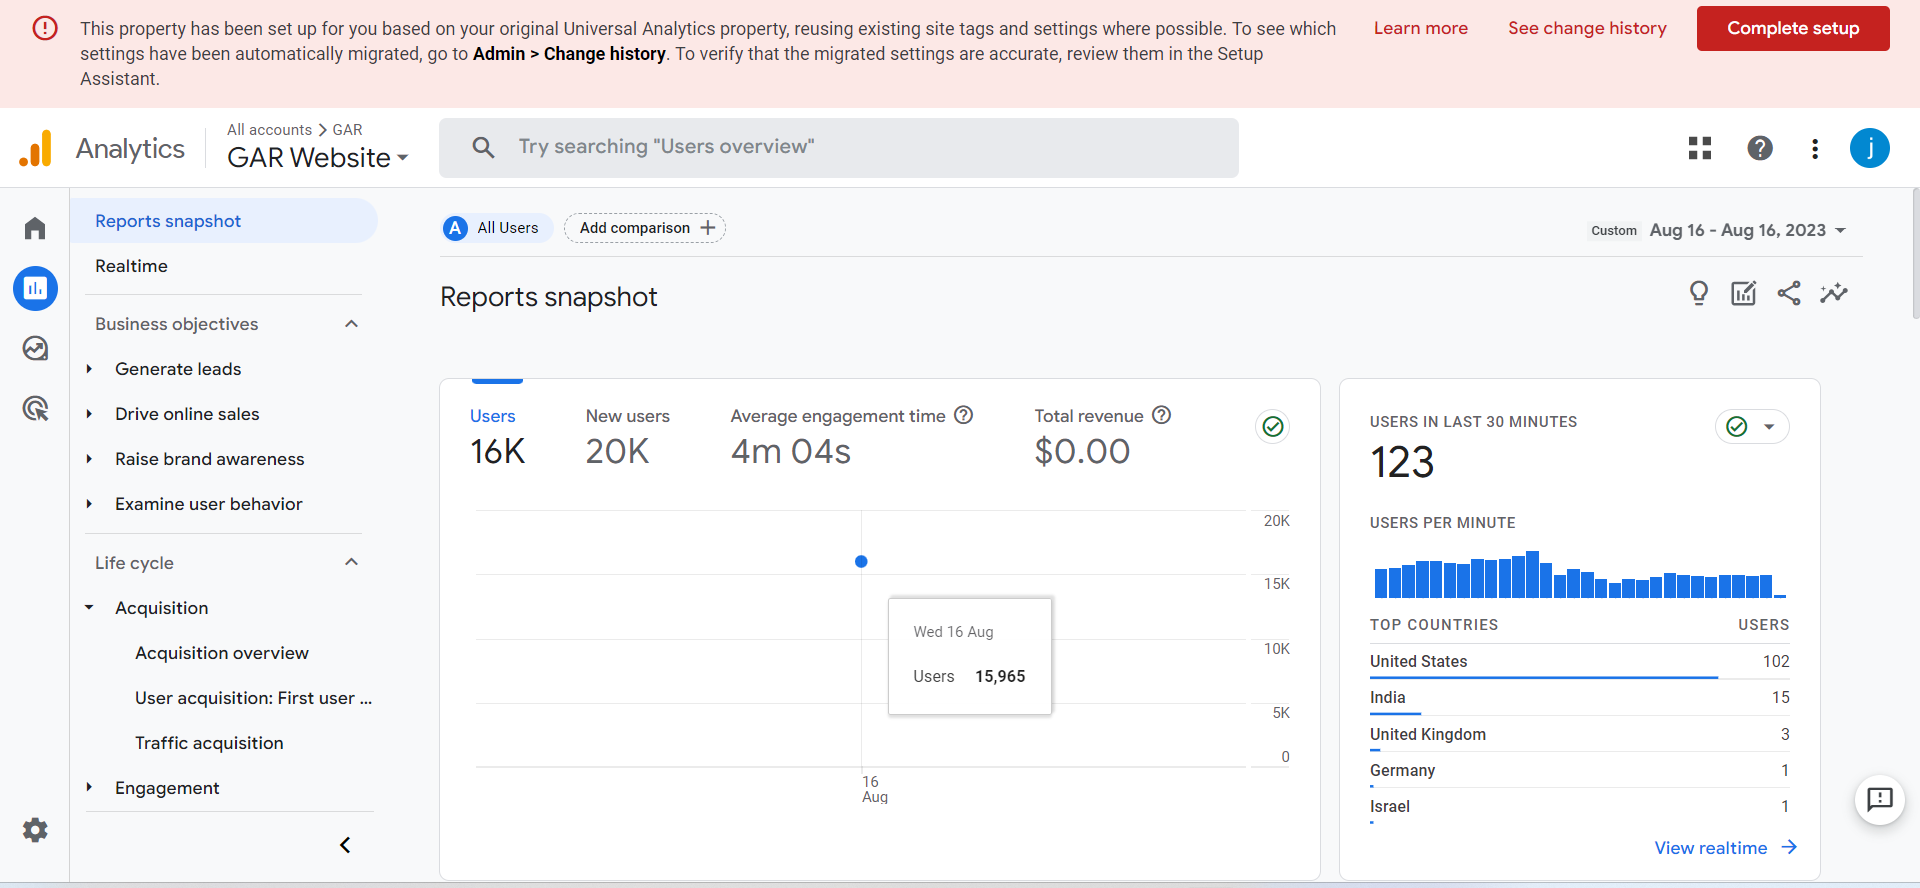 This property has been set up for you based on your original Universal Analytics property, reusing existing site tags and settings where possible. To see which
settings have been automatically migrated, go to Admin > Change history. To verify that the migrated settings are accurate, review them in the Setup
Assistant.
Learn more
See change history
Complete setup
Analytics
All accounts > GAR
GAR Website
Try searching "Users overview"
j
Reports snapshot
Realtime
Business objectives
Generate leads
Drive online sales
Raise brand awareness
Examine user behavior
Life cycle
Acquisition
Acquisition overview
User acquisition: First user ...
Traffic acquisition
Engagement
A All Users
Add comparison +
Custom Aug 16 - Aug 16, 2023
Reports snapshot
Users
16K
New users
20K
Average engagement time
4m 04s
Total revenue
$0.00
20K
15K
10K
5K
0
16
Aug
Wed 16 Aug
Users 15,965
USERS IN LAST 30 MINUTES
123
USERS PER MINUTE
TOP COUNTRIES USERS
United States 102
India 15
United Kingdom 3
Germany 1
Israel 1
View realtime